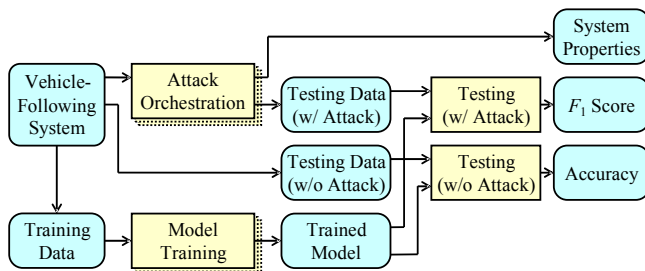 System
Properties
Vehicle-
Following
System
Attack
Orchestration
Testing Data
(w/ Attack)
Testing
(w/ Attack)
F1 Score
Testing Data
(w/o Attack)
Testing
(w/o Attack)
Accuracy
Training
Data
Model
Training
Trained
Model